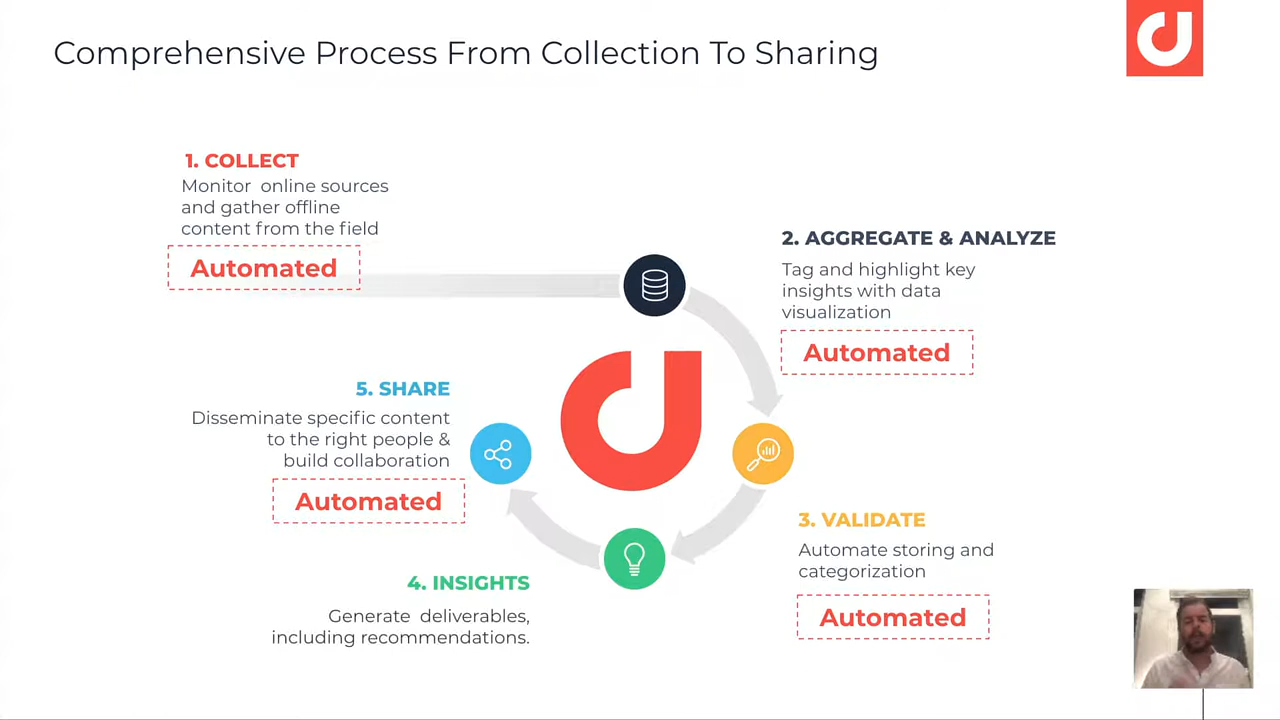 Comprehensive Process From Collection To Sharing
1. COLLECT
Monitor online sources
and gather offline
content from the field
Automated
2. AGGREGATE & ANALYZE
Tag and highlight key
insights with data
visualization
Automated
3. VALIDATE
Automate storing and
categorization
Automated
4. INSIGHTS
Generate deliverables,
including recommendations.
5. SHARE
Disseminate specific content
to the right people &
build collaboration
Automated